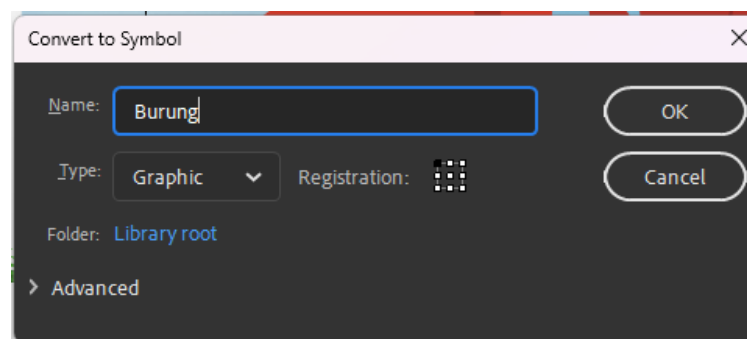 Convert to Symbol
Name: Burung OK
Type: Graphic Registration: Cancel
Folder: Library root
Advanced